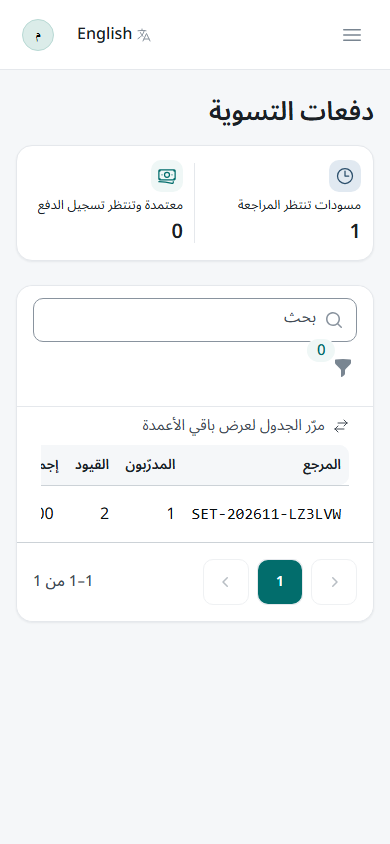 م
English
دفعات التسوية
مسودات تنتظر المراجعة
1
معتمدة وتنتظر تسجيل الدفع
0
بحث
0
مرّر الجدول لعرض باقي الأعمدة
المرجع المدرّبون القيود
SET-202611-LZ3LVW 1 2
1
1–1 من 1